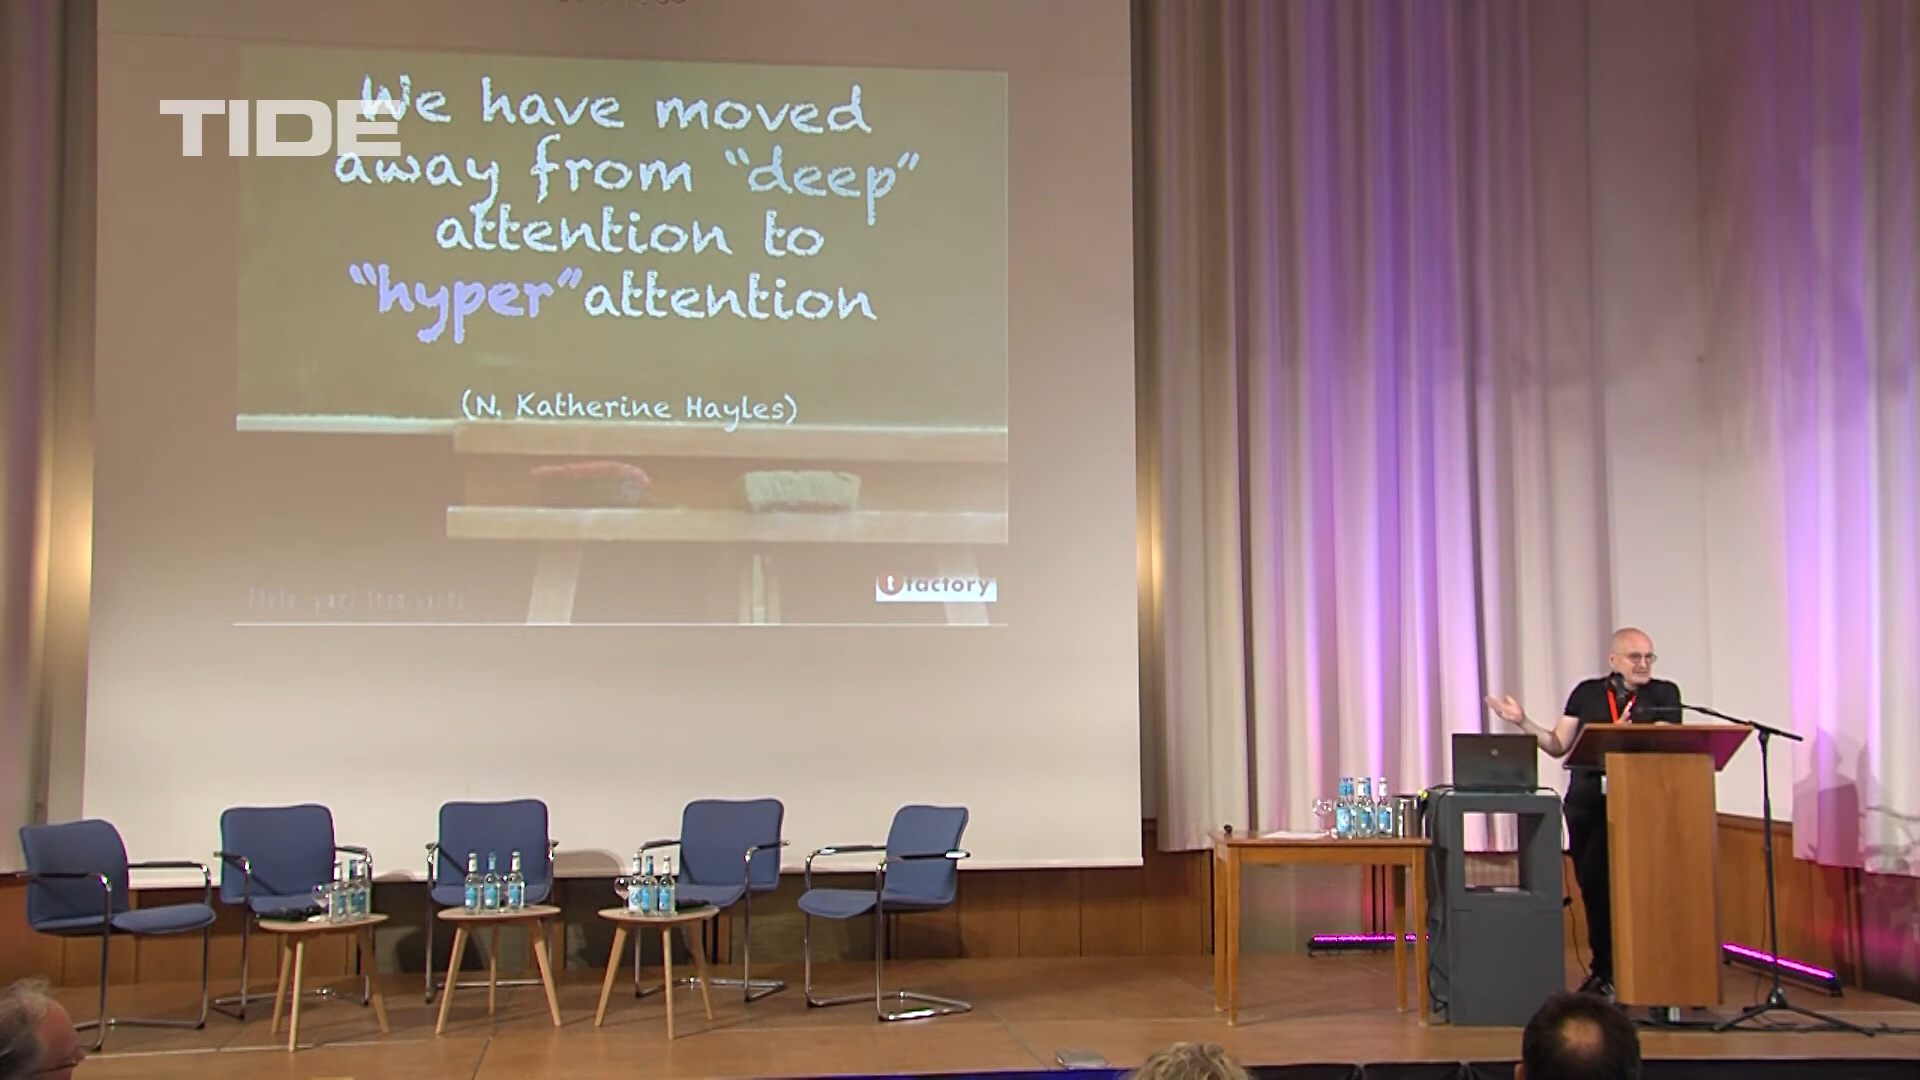 TIDE
We have moved
away from “deep”
attention to
“hyper” attention
(N. Katherine Hayles)
t factory